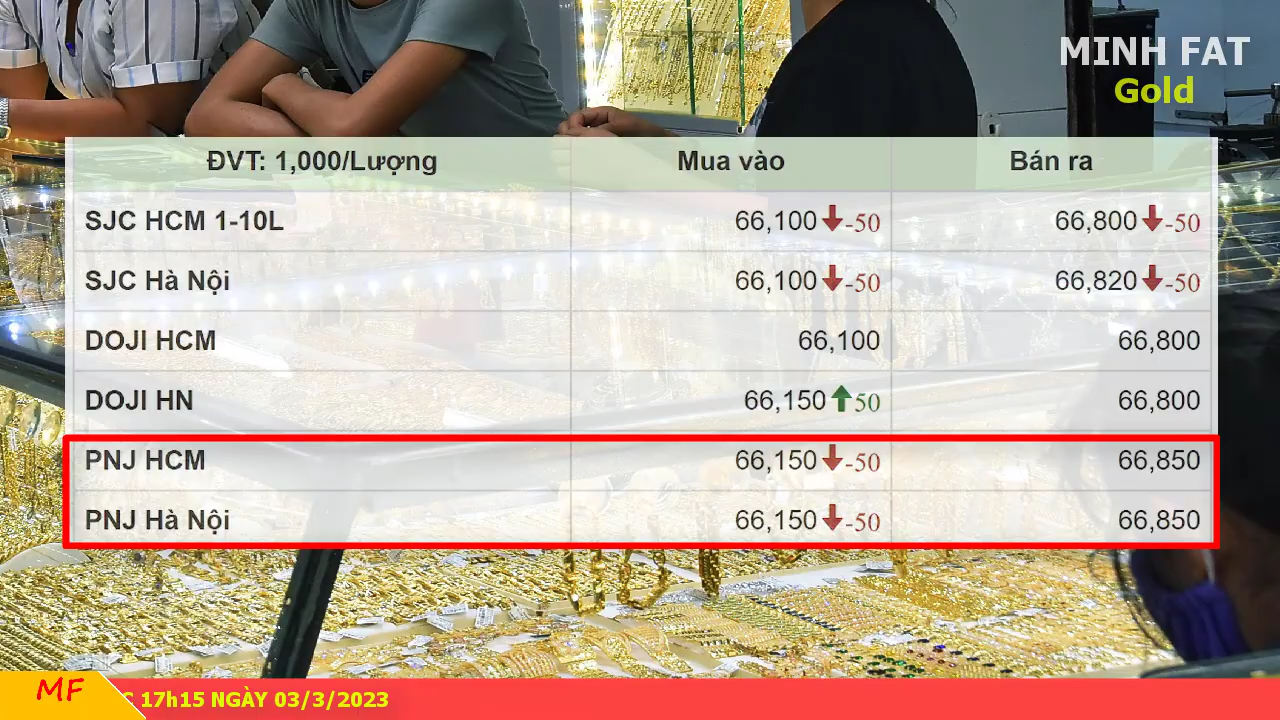 MINH FAT
Gold
ĐVT: 1,000/Lượng Mua vào Bán ra
SJC HCM 1-10L 66,100 -50 66,800 -50
SJC Hà Nội 66,100 -50 66,820 -50
DOJI HCM 66,100 66,800
DOJI HN 66,150 50 66,800
PNJ HCM 66,150 -50 66,850
PNJ Hà Nội 66,150 -50 66,850
MF 17h15 NGÀY 03/3/2023